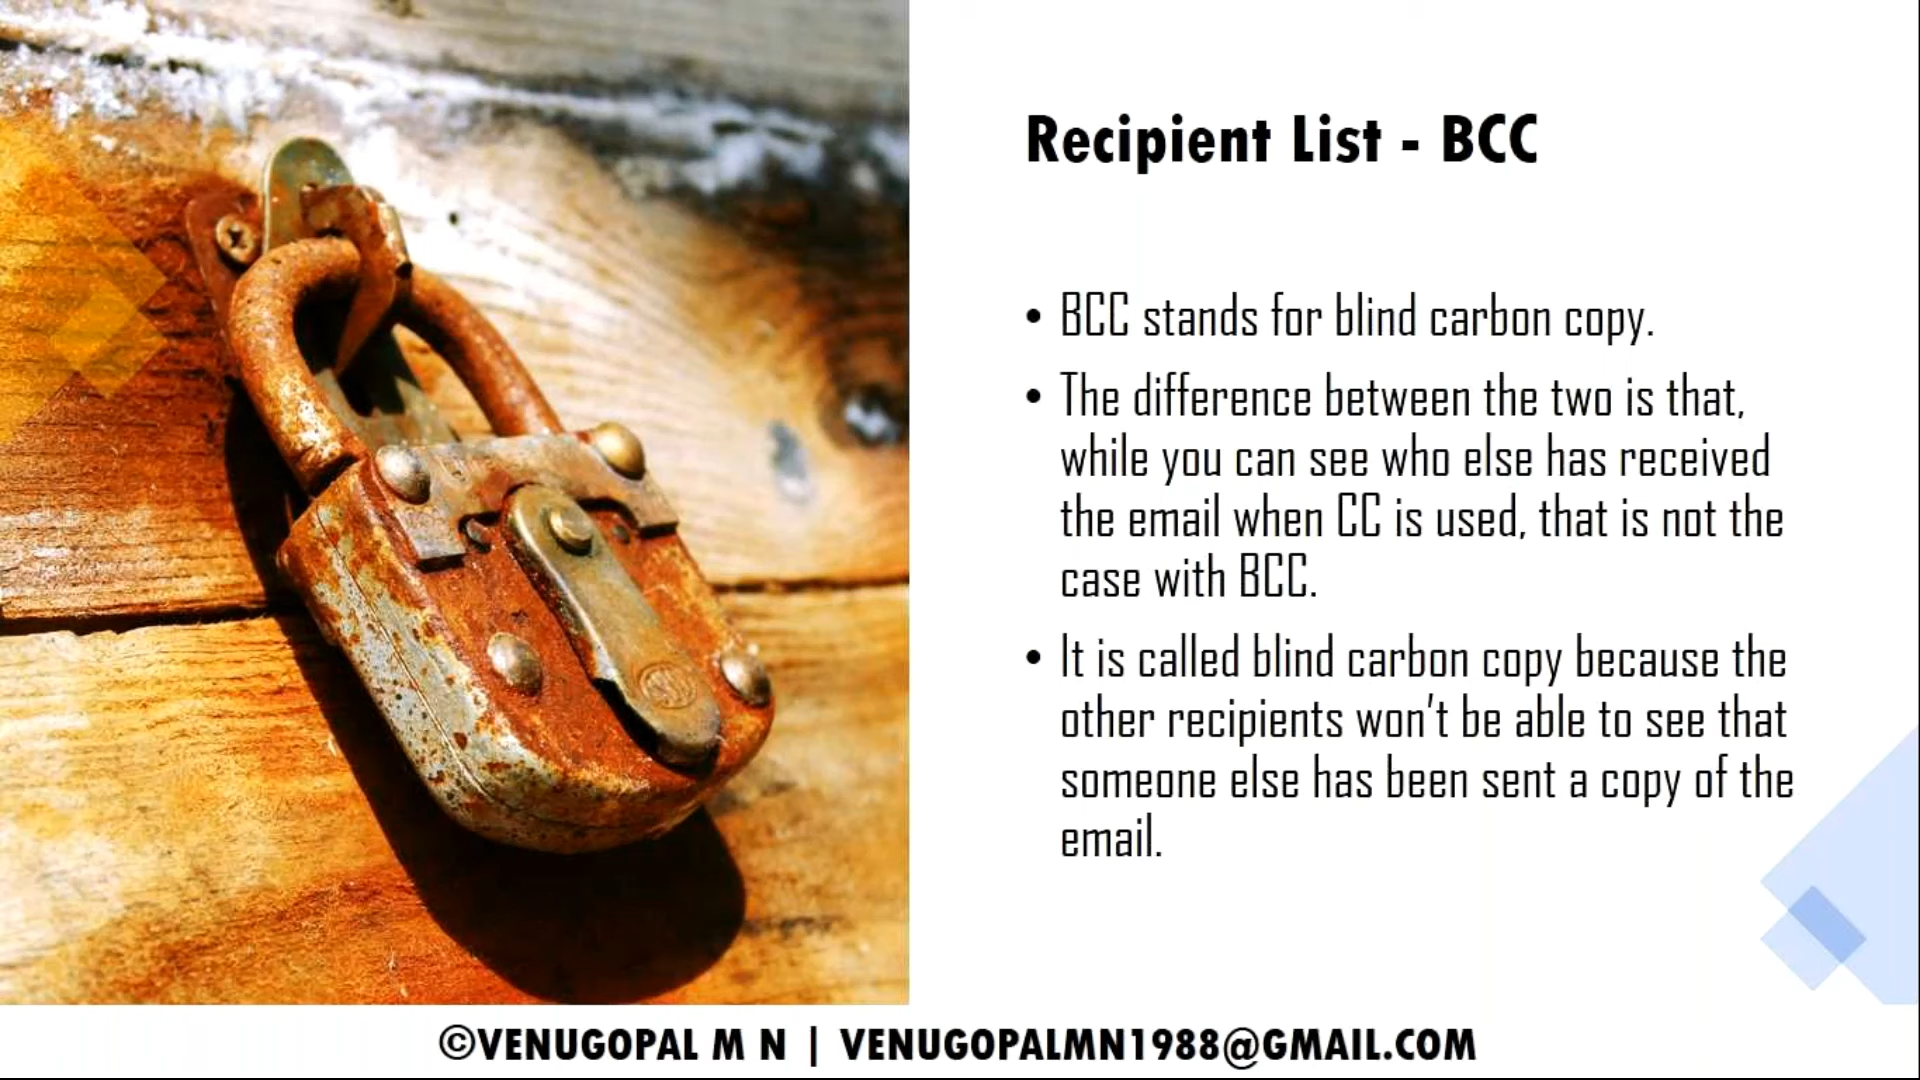 Recipient List - BCC
• BCC stands for blind carbon copy.
• The difference between the two is that,
while you can see who else has received
the email when CC is used, that is not the
case with BCC.
• It is called blind carbon copy because the
other recipients won't be able to see that
someone else has been sent a copy of the
email.
©VENUGOPAL M N | VENUGOPALMN1988@GMAIL.COM